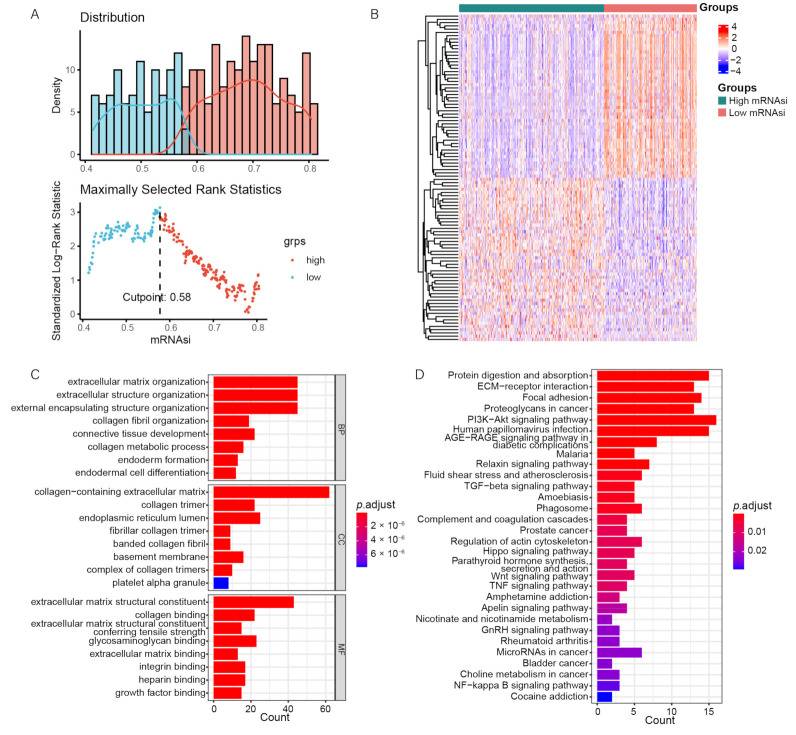 A
Distribution
Density
10
5
0
0.4
0.5
0.6
0.7
0.8
Maximally Selected Rank Statistics
Standardized Log-Rank Statistic
3
2
1
0
Cutpoint: 0.58
0.4
0.5
0.6
0.7
0.8
mRNAsi
grps
high
low
B
Groups
4
2
0
−2
−4
Groups
High mRNAsi
Low mRNAsi
C
extracellular matrix organization
extracellular structure organization
external encapsulating structure organization
collagen fibril organization
connective tissue development
collagen metabolic process
endoderm formation
endodermal cell differentiation
BP
collagen−containing extracellular matrix
collagen trimer
endoplasmic reticulum lumen
fibrillar collagen trimer
banded collagen fibril
basement membrane
complex of collagen trimers
platelet alpha granule
CC
extracellular matrix structural constituent
collagen binding
extracellular matrix structural constituent
conferring tensile strength
glycosaminoglycan binding
extracellular matrix binding
integrin binding
heparin binding
growth factor binding
MF
0
20
40
60
Count
p.adjust
2 × 10⁻⁶
4 × 10⁻⁶
6 × 10⁻⁶
D
Protein digestion and absorption
ECM−receptor interaction
Focal adhesion
Proteoglycans in cancer
PI3K−Akt signaling pathway
Human papillomavirus infection
AGE−RAGE signaling pathway in
diabetic complications
Malaria
Relaxin signaling pathway
Fluid shear stress and atherosclerosis
TGF−beta signaling pathway
Amoebiasis
Phagosome
Complement and coagulation cascades
Prostate cancer
Regulation of actin cytoskeleton
Hippo signaling pathway
Parathyroid hormone synthesis,
secretion and action
Wnt signaling pathway
TNF signaling pathway
Amphetamine addiction
Apelin signaling pathway
Nicotinate and nicotinamide metabolism
GnRH signaling pathway
Rheumatoid arthritis
MicroRNAs in cancer
Bladder cancer
Choline metabolism in cancer
NF−kappa B signaling pathway
Cocaine addiction
0
5
10
15
Count
p.adjust
0.01
0.02